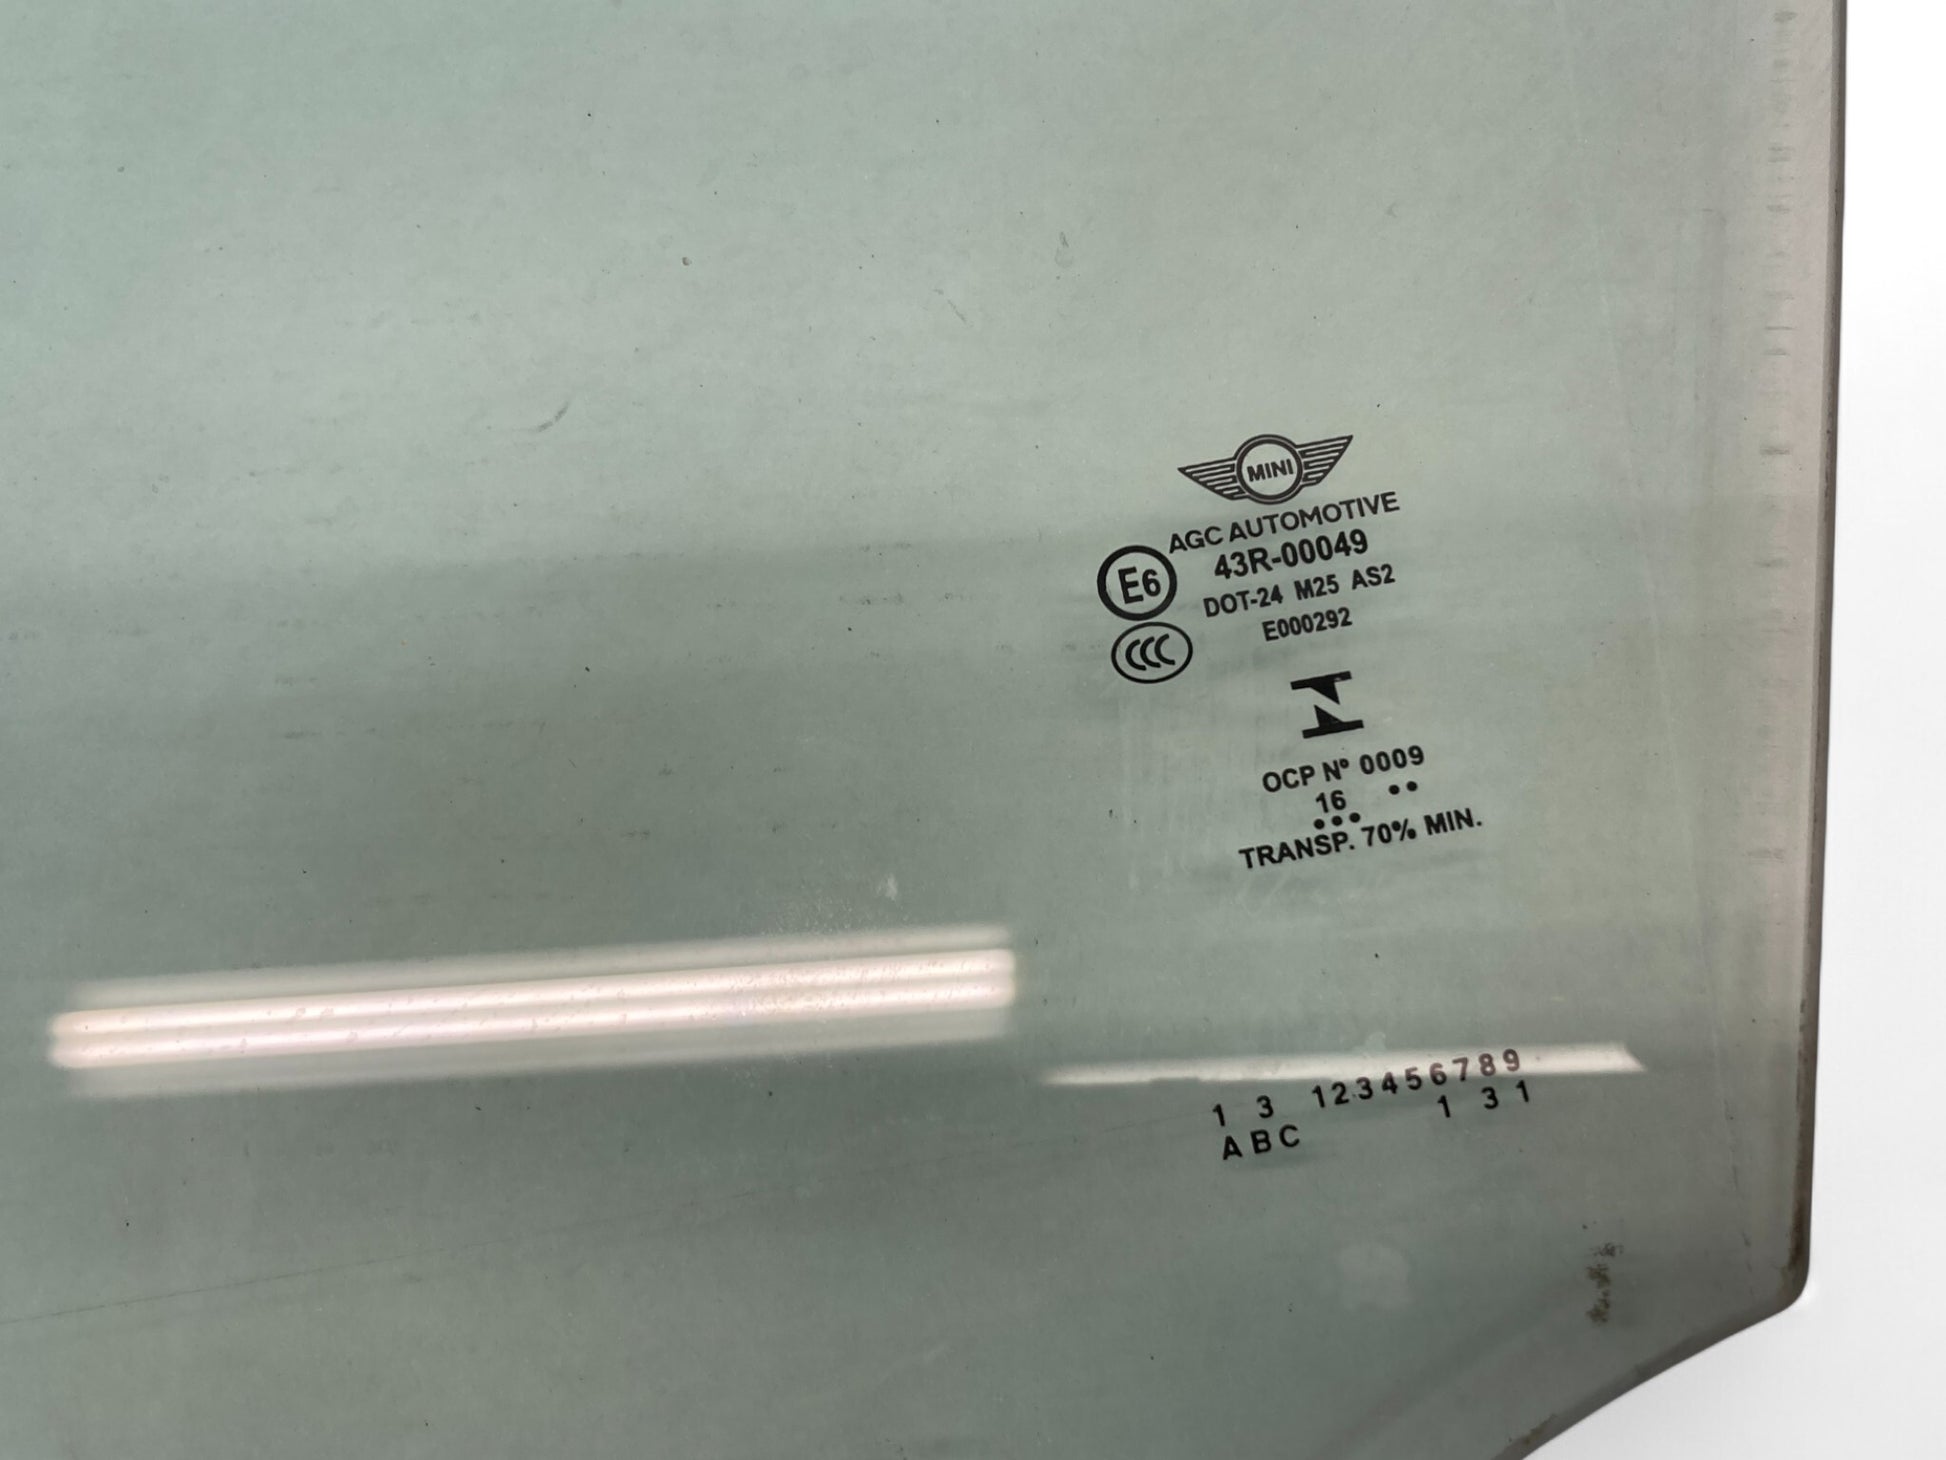 MINI
AGC AUTOMOTIVE
43R-00049
E6
DOT-24 M25 AS2
E000292
CCC
OCP Nº 0009
16 ••
•••
TRANSP. 70% MIN.
1 3 123456789
1 3 1
ABC